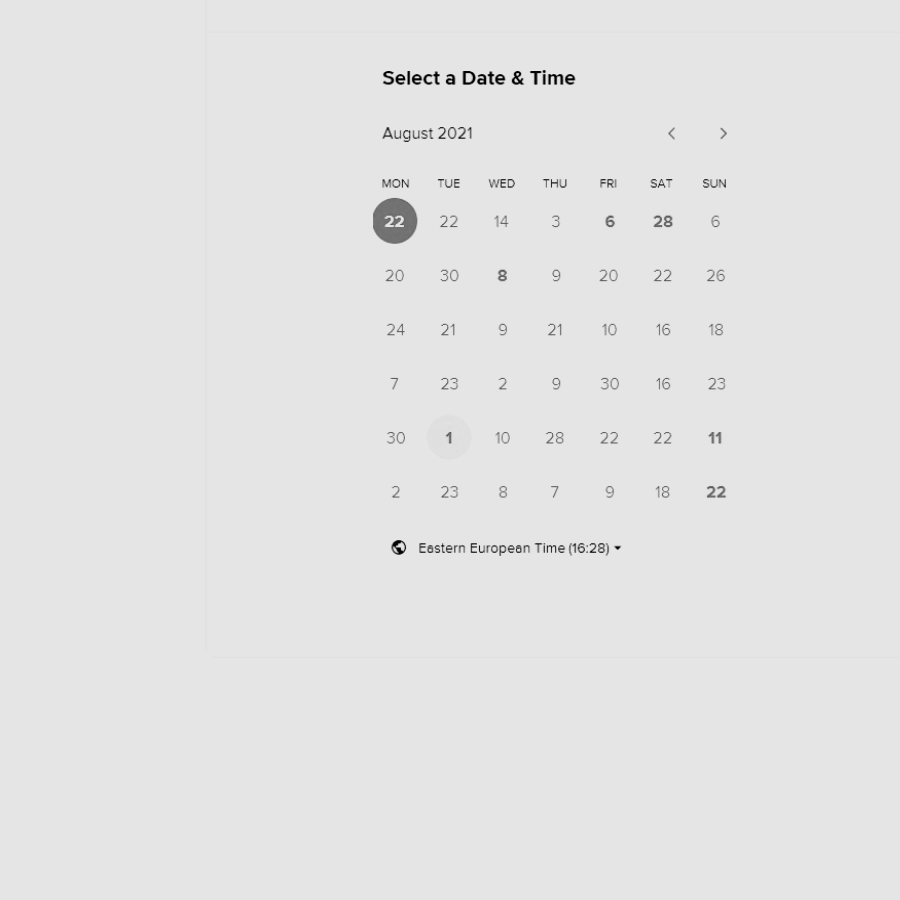 Select a Date & Time
August 2021
MON TUE WED THU FRI SAT SUN
22 22 14 3 6 28 6
20 30 8 9 20 22 26
24 21 9 21 10 16 18
7 23 2 9 30 16 23
30 1 10 28 22 22 11
2 23 8 7 9 18 22
Eastern European Time (16:28)